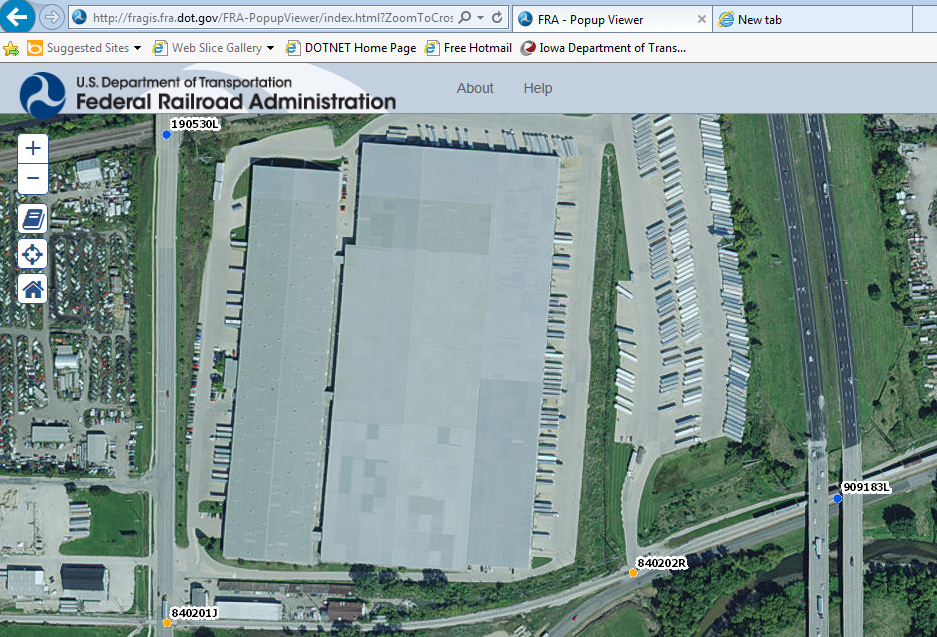 http://fragis.fra.dot.gov/FRA-PopupViewer/index.html?ZoomToCros
FRA - Popup Viewer
New tab
Suggested Sites
Web Slice Gallery
DOTNET Home Page
Free Hotmail
Iowa Department of Trans...
U.S. Department of Transportation
Federal Railroad Administration
About
Help
190530L
+
−
909183L
840202R
840201J